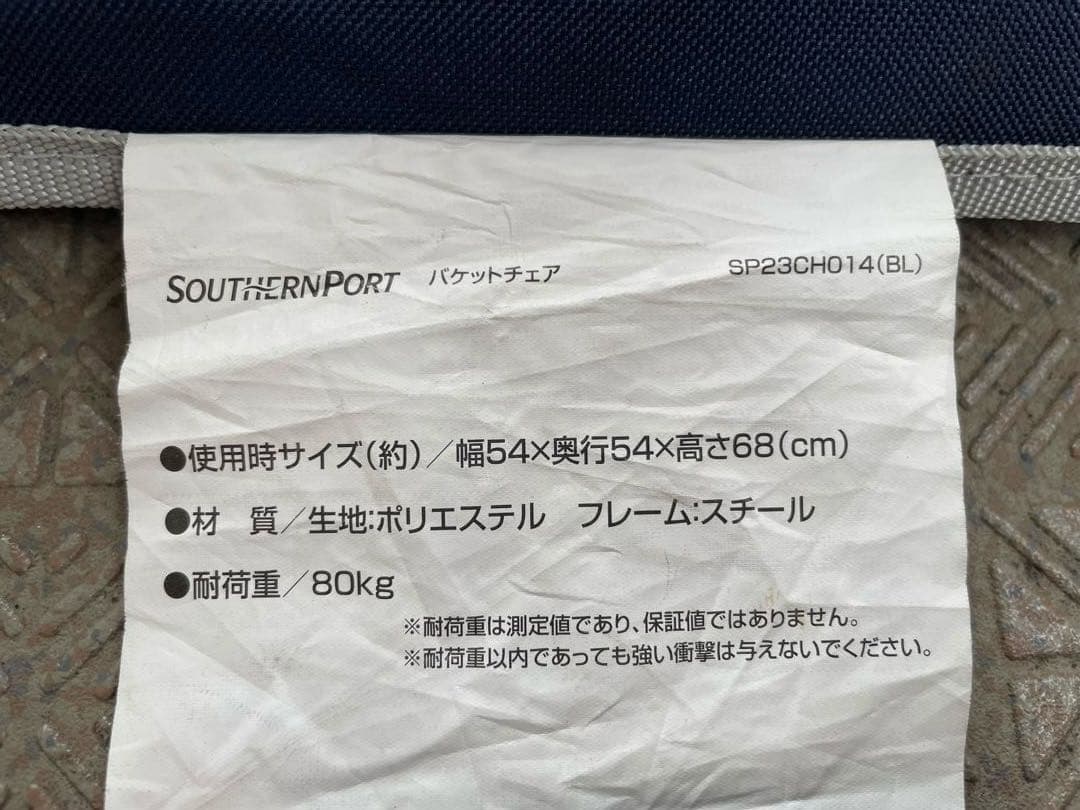 SOUTHERNPORT バケットチェア SP23CH014(BL)
●使用時サイズ(約)／幅54×奥行54×高さ68(cm)
●材　質／生地:ポリエステル　フレーム:スチール
●耐荷重／80kg
※耐荷重は測定値であり、保証値ではありません。
※耐荷重以内であっても強い衝撃は与えないでください。